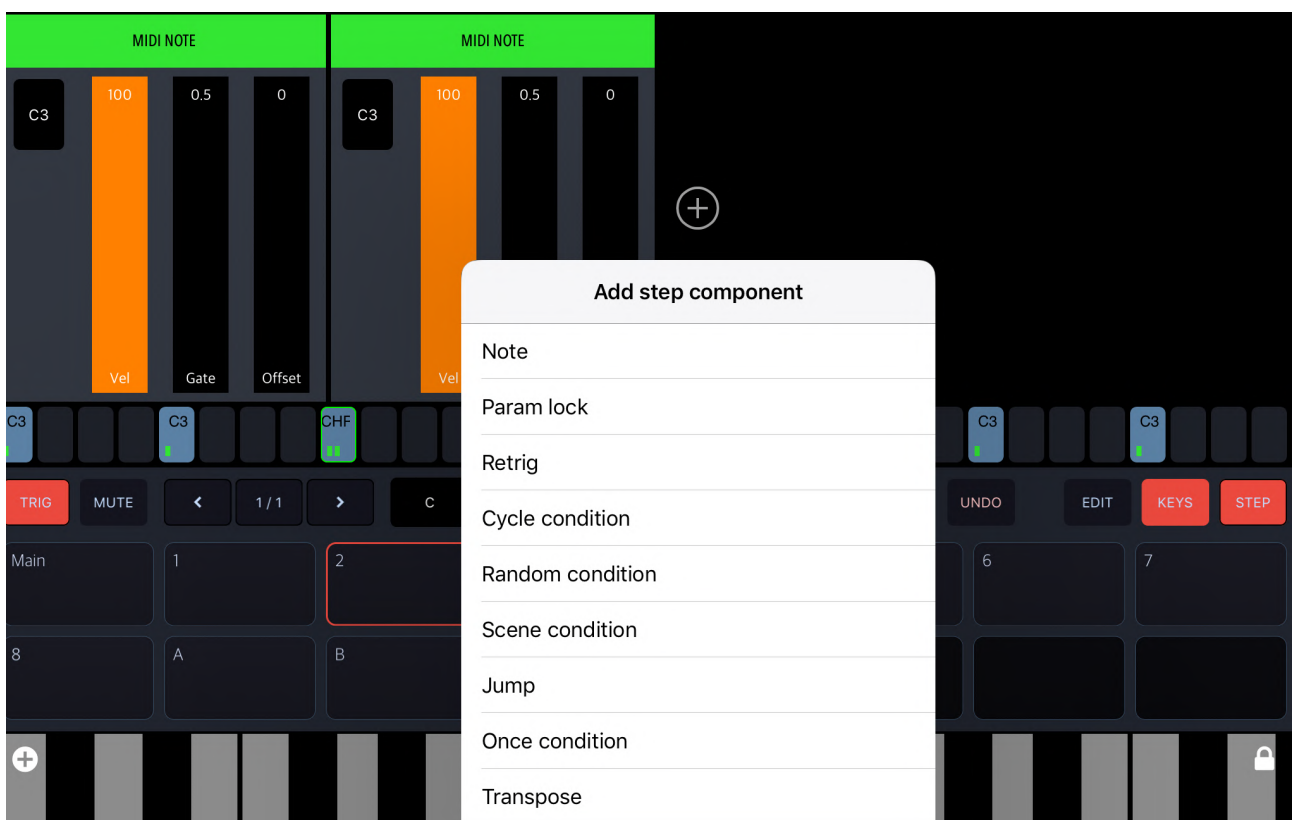 MIDI NOTE MIDI NOTE
C3 100 0.5 0 C3 100 0.5 0
Vel Gate Offset Vel
Add step component
Note
Param lock
Retrig
Cycle condition
Random condition
Scene condition
Jump
Once condition
Transpose
C3 C3 CHF C3 C3
TRIG MUTE < 1/1 > C UNDO EDIT KEYS STEP
Main 1 2 6 7
8 A B